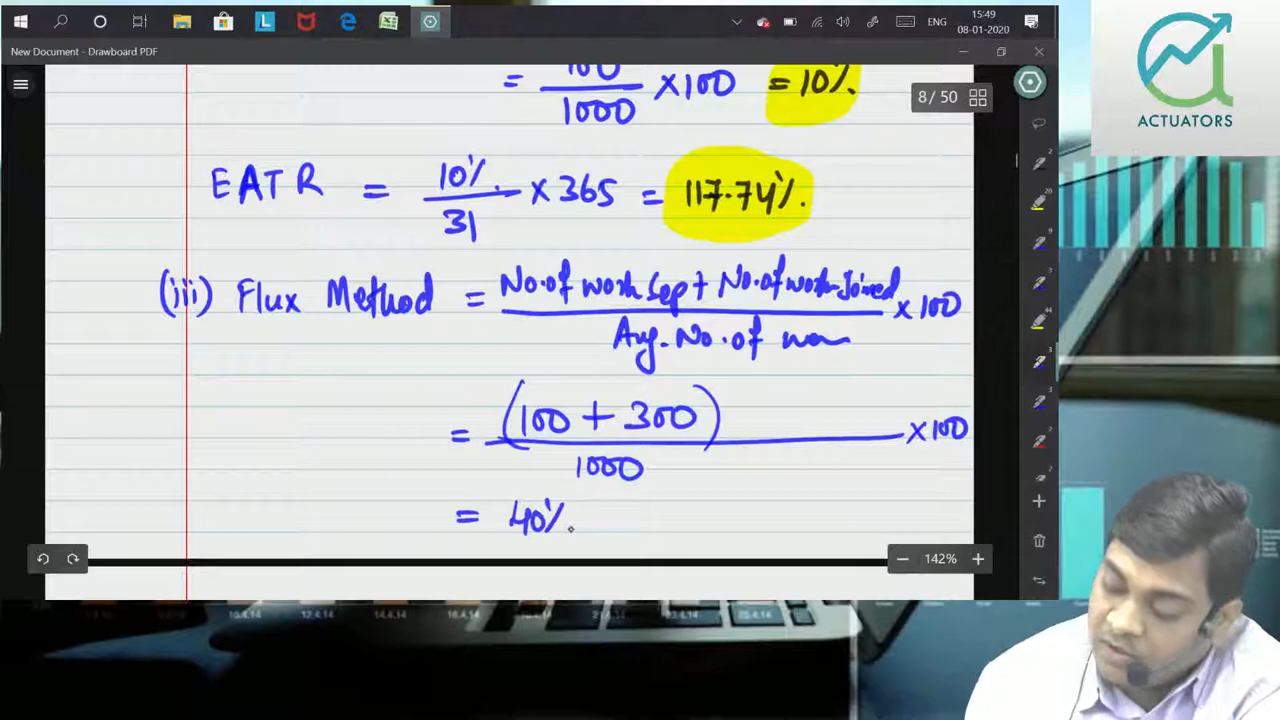 15:49
ENG
08-01-2020
New Document - Drawboard PDF
ACTUATORS
8 / 50
= 100/1000 ×100 = 10%.
EATR = 10%./31 × 365 = 117.74%.
(iii) Flux Method = No. of work Sep + No. of work Joined / Avg. No. of wor × 100
= (100 + 300) / 1000 × 100
= 40%
142%